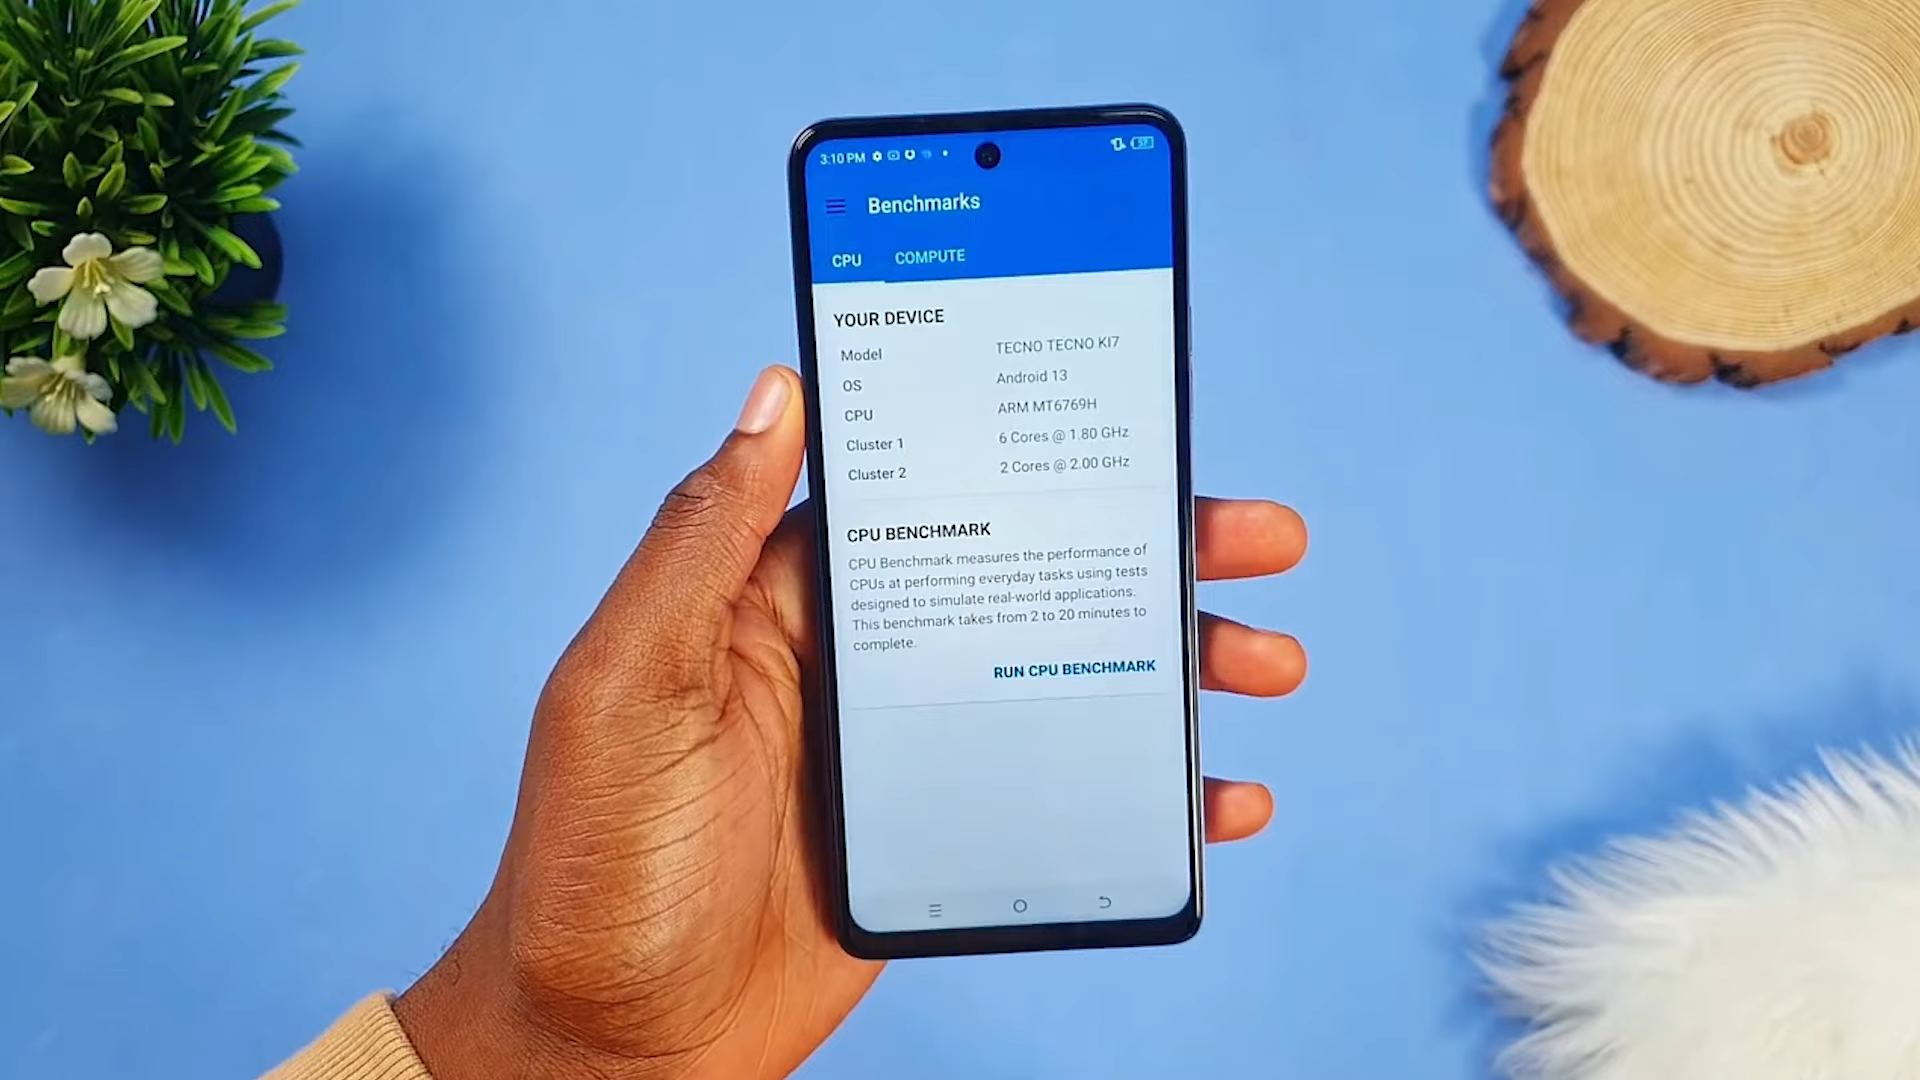 3:10 PM 57
Benchmarks
CPU COMPUTE
YOUR DEVICE
Model TECNO TECNO KI7
OS Android 13
CPU ARM MT6769H
Cluster 1 6 Cores @ 1.80 GHz
Cluster 2 2 Cores @ 2.00 GHz
CPU BENCHMARK
CPU Benchmark measures the performance of
CPUs at performing everyday tasks using tests
designed to simulate real-world applications.
This benchmark takes from 2 to 20 minutes to
complete.
RUN CPU BENCHMARK